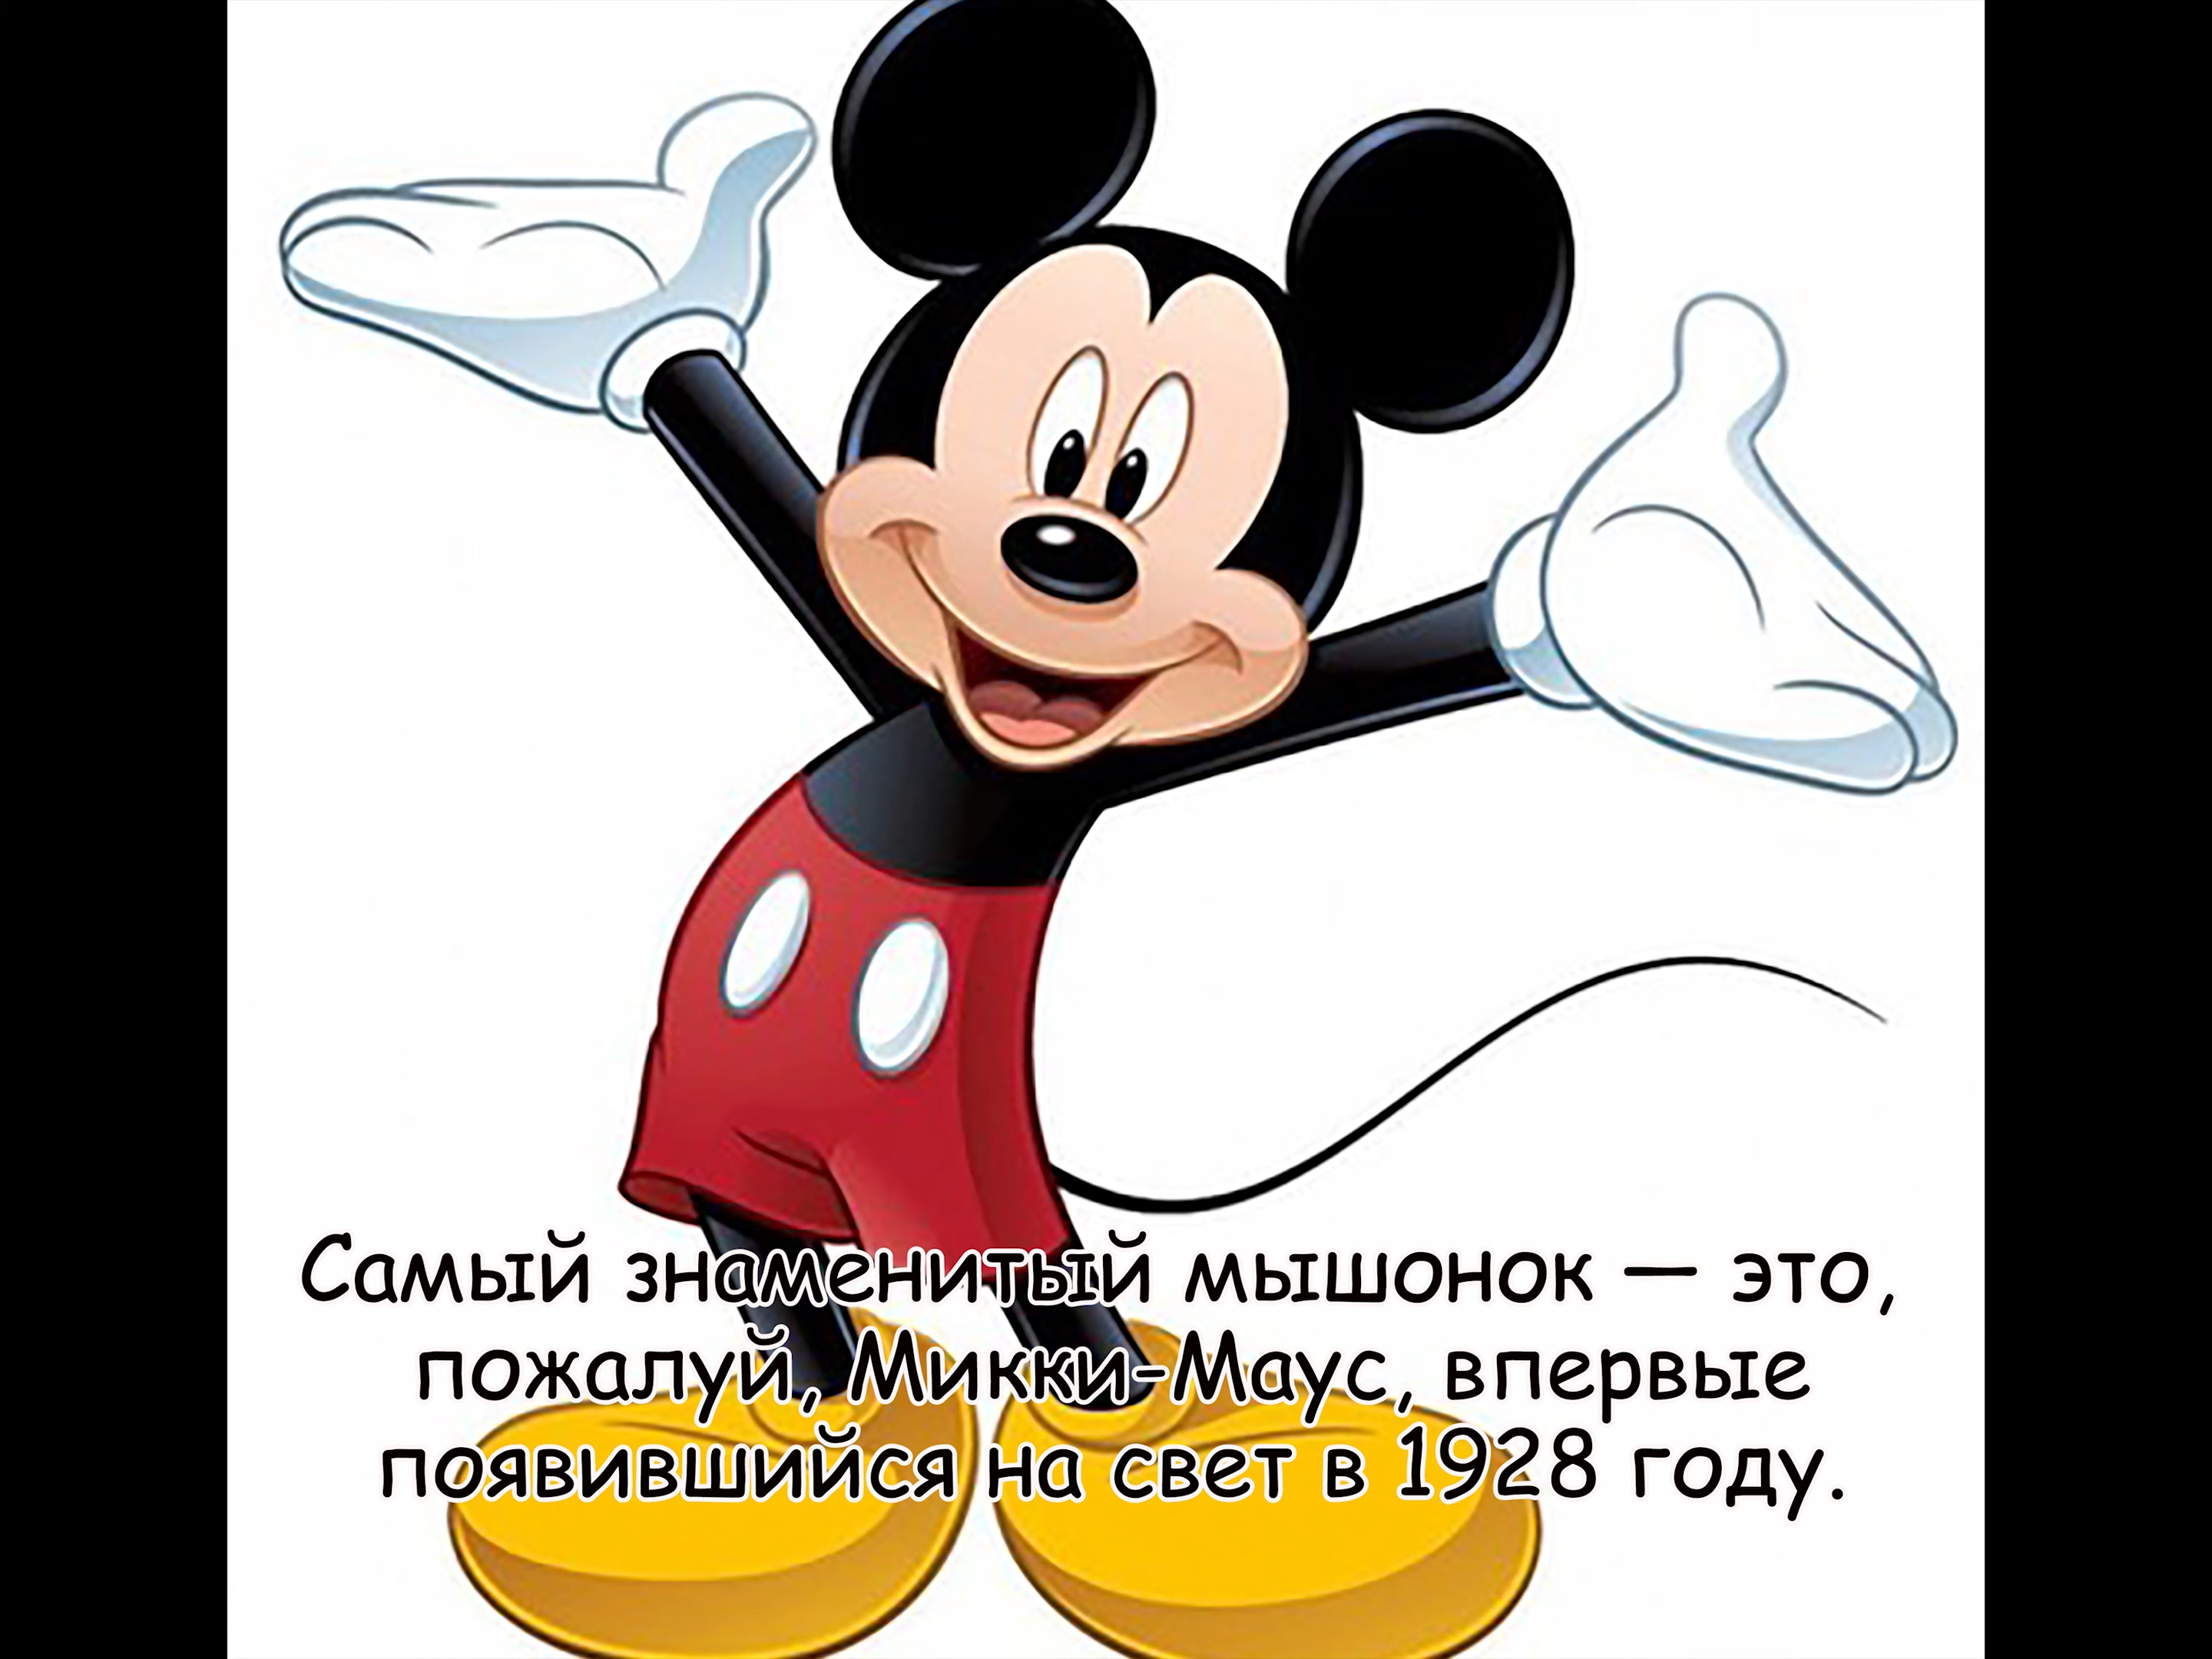 Самый знаменитый мышонок — это,
пожалуй, Микки-Маус, впервые
появившийся на свет в 1928 году.